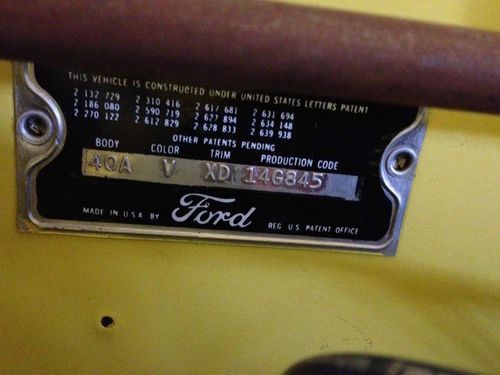 THIS VEHICLE IS CONSTRUCTED UNDER UNITED STATES LETTERS PATENT
2 132 729 2 310 416 2 617 681 2 631 694
2 186 080 2 590 719 2 627 894 2 634 148
2 270 122 2 612 829 2 628 833 2 639 938
OTHER PATENTS PENDING
BODY COLOR TRIM PRODUCTION CODE
40A V XD 14G845
MADE IN U.S.A. BY Ford REG. U.S. PATENT OFFICE